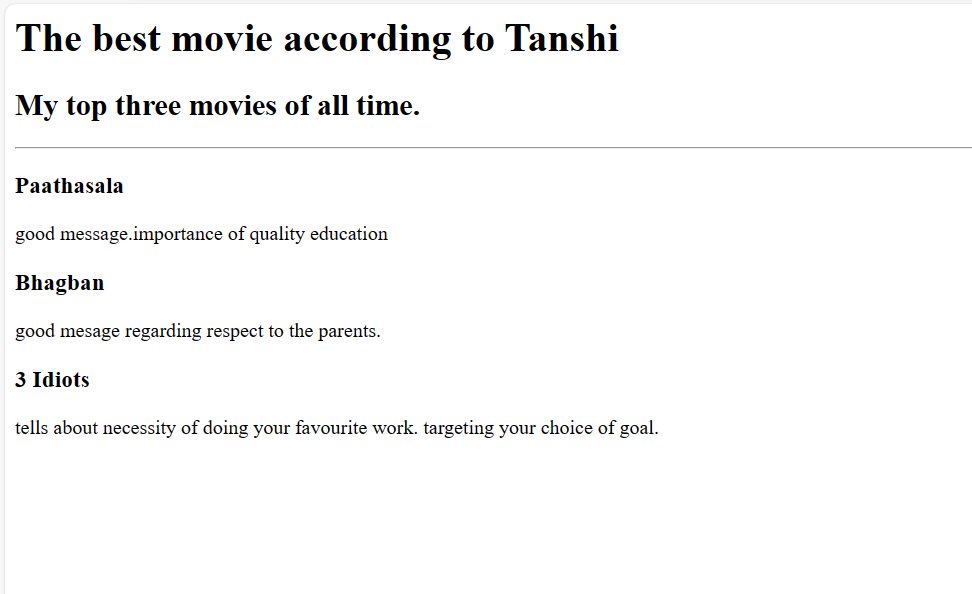 The best movie according to Tanshi
My top three movies of all time.
Paathasala
good message.importance of quality education
Bhagban
good mesage regarding respect to the parents.
3 Idiots
tells about necessity of doing your favourite work. targeting your choice of goal.